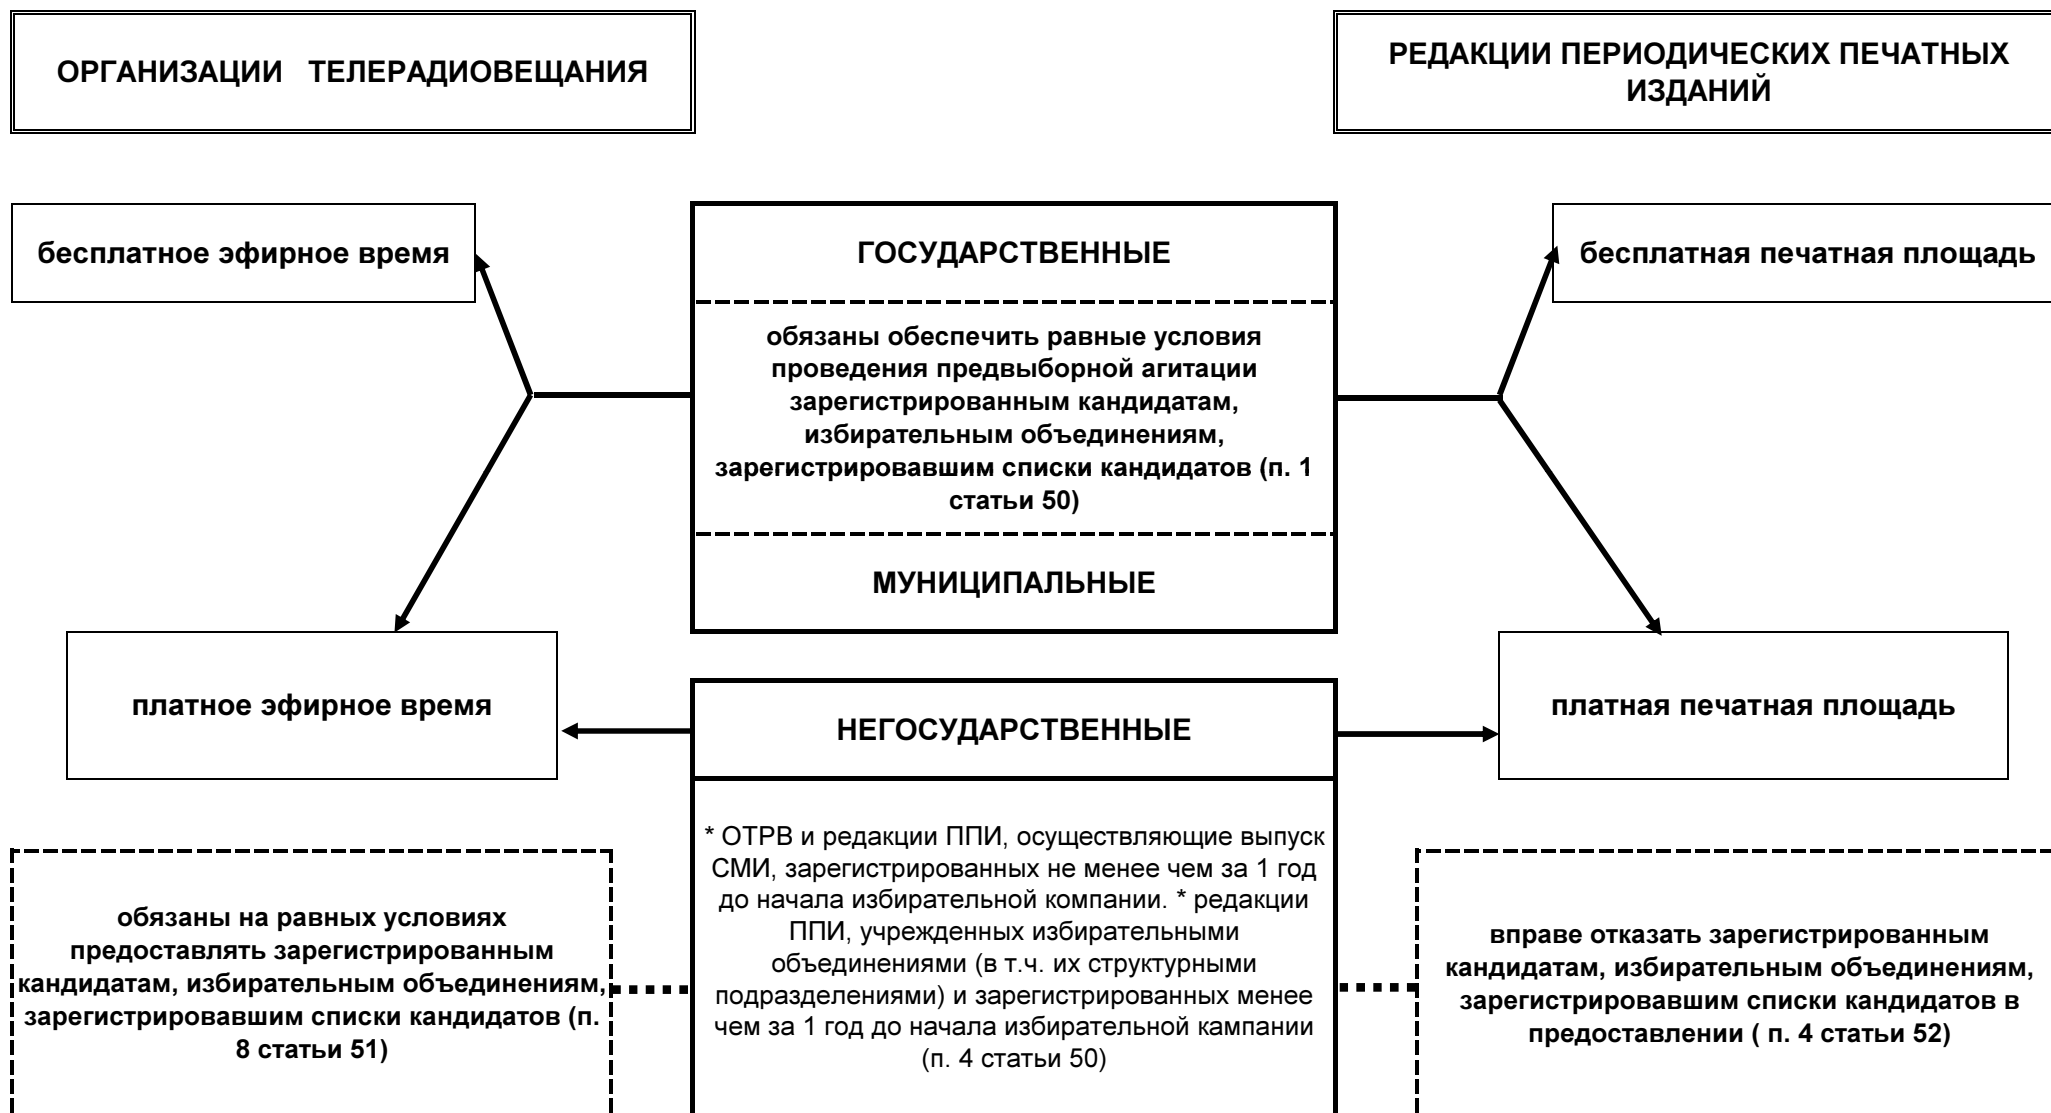 ОРГАНИЗАЦИИ ТЕЛЕРАДИОВЕЩАНИЯ
РЕДАКЦИИ ПЕРИОДИЧЕСКИХ ПЕЧАТНЫХ
ИЗДАНИЙ
бесплатное эфирное время
ГОСУДАРСТВЕННЫЕ
бесплатная печатная площадь
обязаны обеспечить равные условия
проведения предвыборной агитации
зарегистрированным кандидатам,
избирательным объединениям,
зарегистрировавшим списки кандидатов (п. 1
статьи 50)
МУНИЦИПАЛЬНЫЕ
платное эфирное время
НЕГОСУДАРСТВЕННЫЕ
платная печатная площадь
* ОТРВ и редакции ППИ, осуществляющие выпуск
СМИ, зарегистрированных не менее чем за 1 год
до начала избирательной компании. * редакции
ППИ, учрежденных избирательными
объединениями (в т.ч. их структурными
подразделениями) и зарегистрированных менее
чем за 1 год до начала избирательной кампании
(п. 4 статьи 50)
обязаны на равных условиях
предоставлять зарегистрированным
кандидатам, избирательным объединениям,
зарегистрировавшим списки кандидатов (п.
8 статьи 51)
вправе отказать зарегистрированным
кандидатам, избирательным объединениям,
зарегистрировавшим списки кандидатов в
предоставлении ( п. 4 статьи 52)